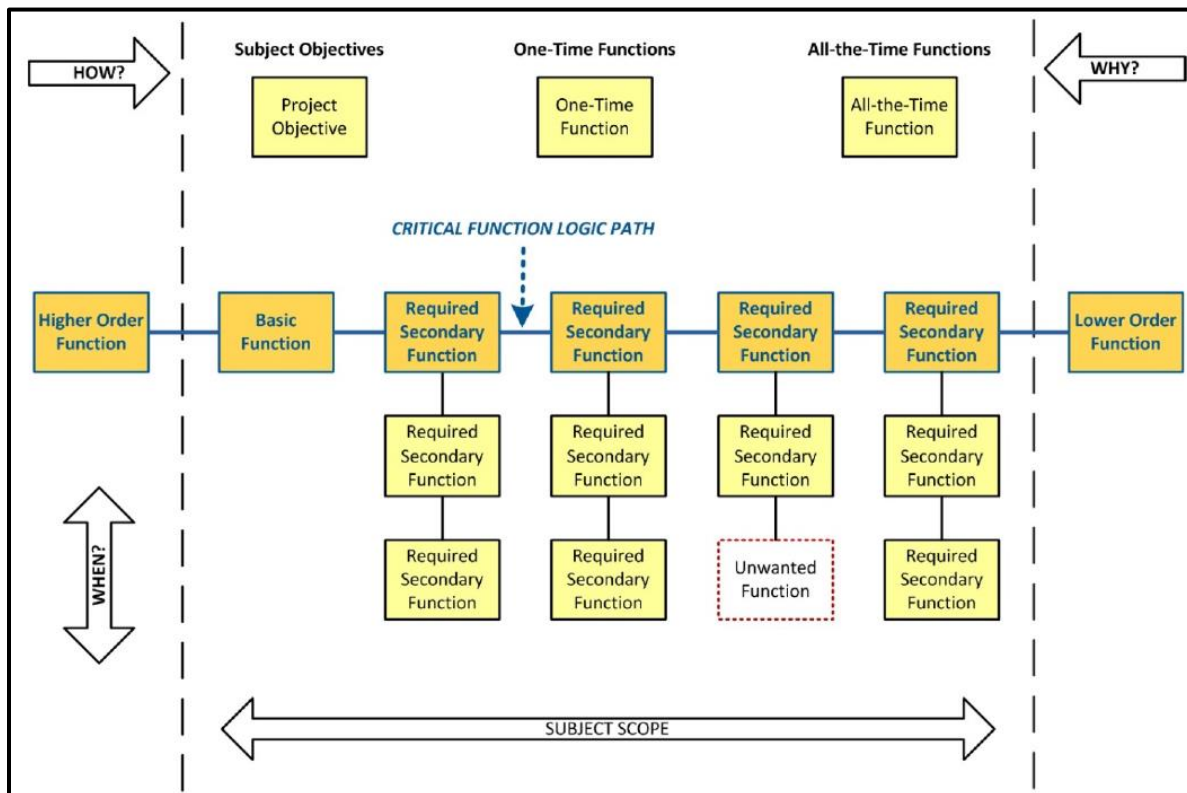 Subject Objectives
One-Time Functions
All-the-Time Functions
HOW?
WHY?
Project
Objective
One-Time
Function
All-the-Time
Function
CRITICAL FUNCTION LOGIC PATH
Higher Order
Function
Basic
Function
Required
Secondary
Function
Required
Secondary
Function
Required
Secondary
Function
Required
Secondary
Function
Lower Order
Function
Required
Secondary
Function
Required
Secondary
Function
Required
Secondary
Function
Required
Secondary
Function
WHEN?
Required
Secondary
Function
Required
Secondary
Function
Unwanted
Function
Required
Secondary
Function
SUBJECT SCOPE